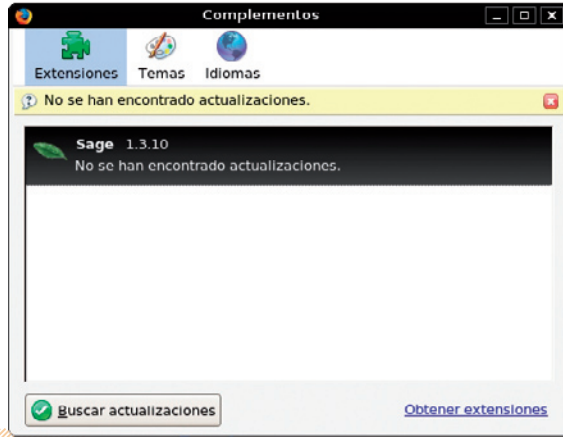 Complementos
Extensiones Temas Idiomas
No se han encontrado actualizaciones.
Sage 1.3.10
No se han encontrado actualizaciones.
Buscar actualizaciones
Obtener extensiones